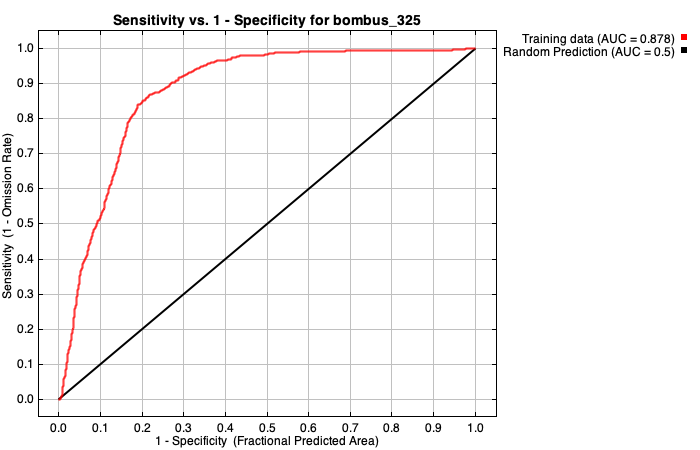 Sensitivity vs. 1 - Specificity for bombus_325
Training data (AUC = 0.878)
Random Prediction (AUC = 0.5)
Sensitivity (1 - Omission Rate)
1.0
0.9
0.8
0.7
0.6
0.5
0.4
0.3
0.2
0.1
0.0
0.0 0.1 0.2 0.3 0.4 0.5 0.6 0.7 0.8 0.9 1.0
1 - Specificity (Fractional Predicted Area)